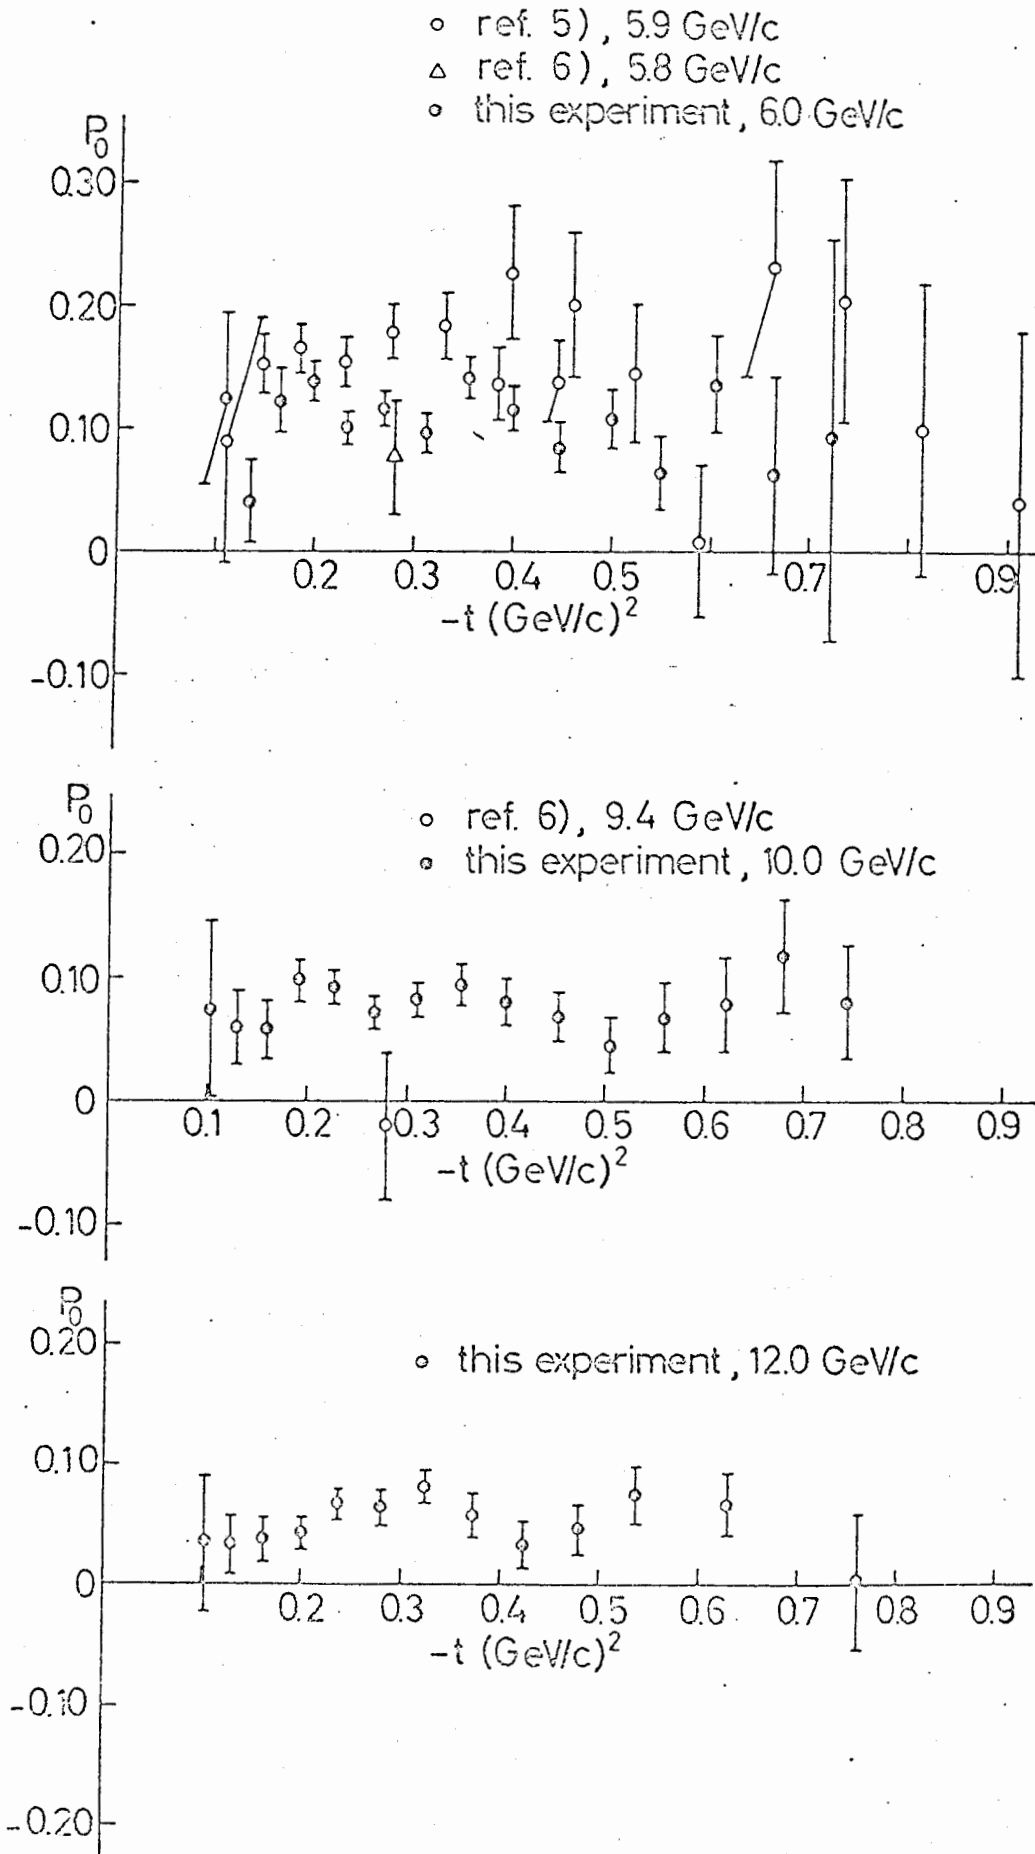 ref. 5), 5.9 GeV/c
ref. 6), 5.8 GeV/c
this experiment, 6.0 GeV/c
P₀
0.30
0.20
0.10
0
0.2 0.3 0.4 0.5 0.7 0.9
-t (GeV/c)²
-0.10
P₀
ref. 6), 9.4 GeV/c
0.20
this experiment, 10.0 GeV/c
0.10
0
0.1 0.2 0.3 0.4 0.5 0.6 0.7 0.8 0.9
-t (GeV/c)²
-0.10
P₀
0.20
this experiment, 12.0 GeV/c
0.10
0
0.2 0.3 0.4 0.5 0.6 0.7 0.8 0.9
-t (GeV/c)²
-0.10
-0.20